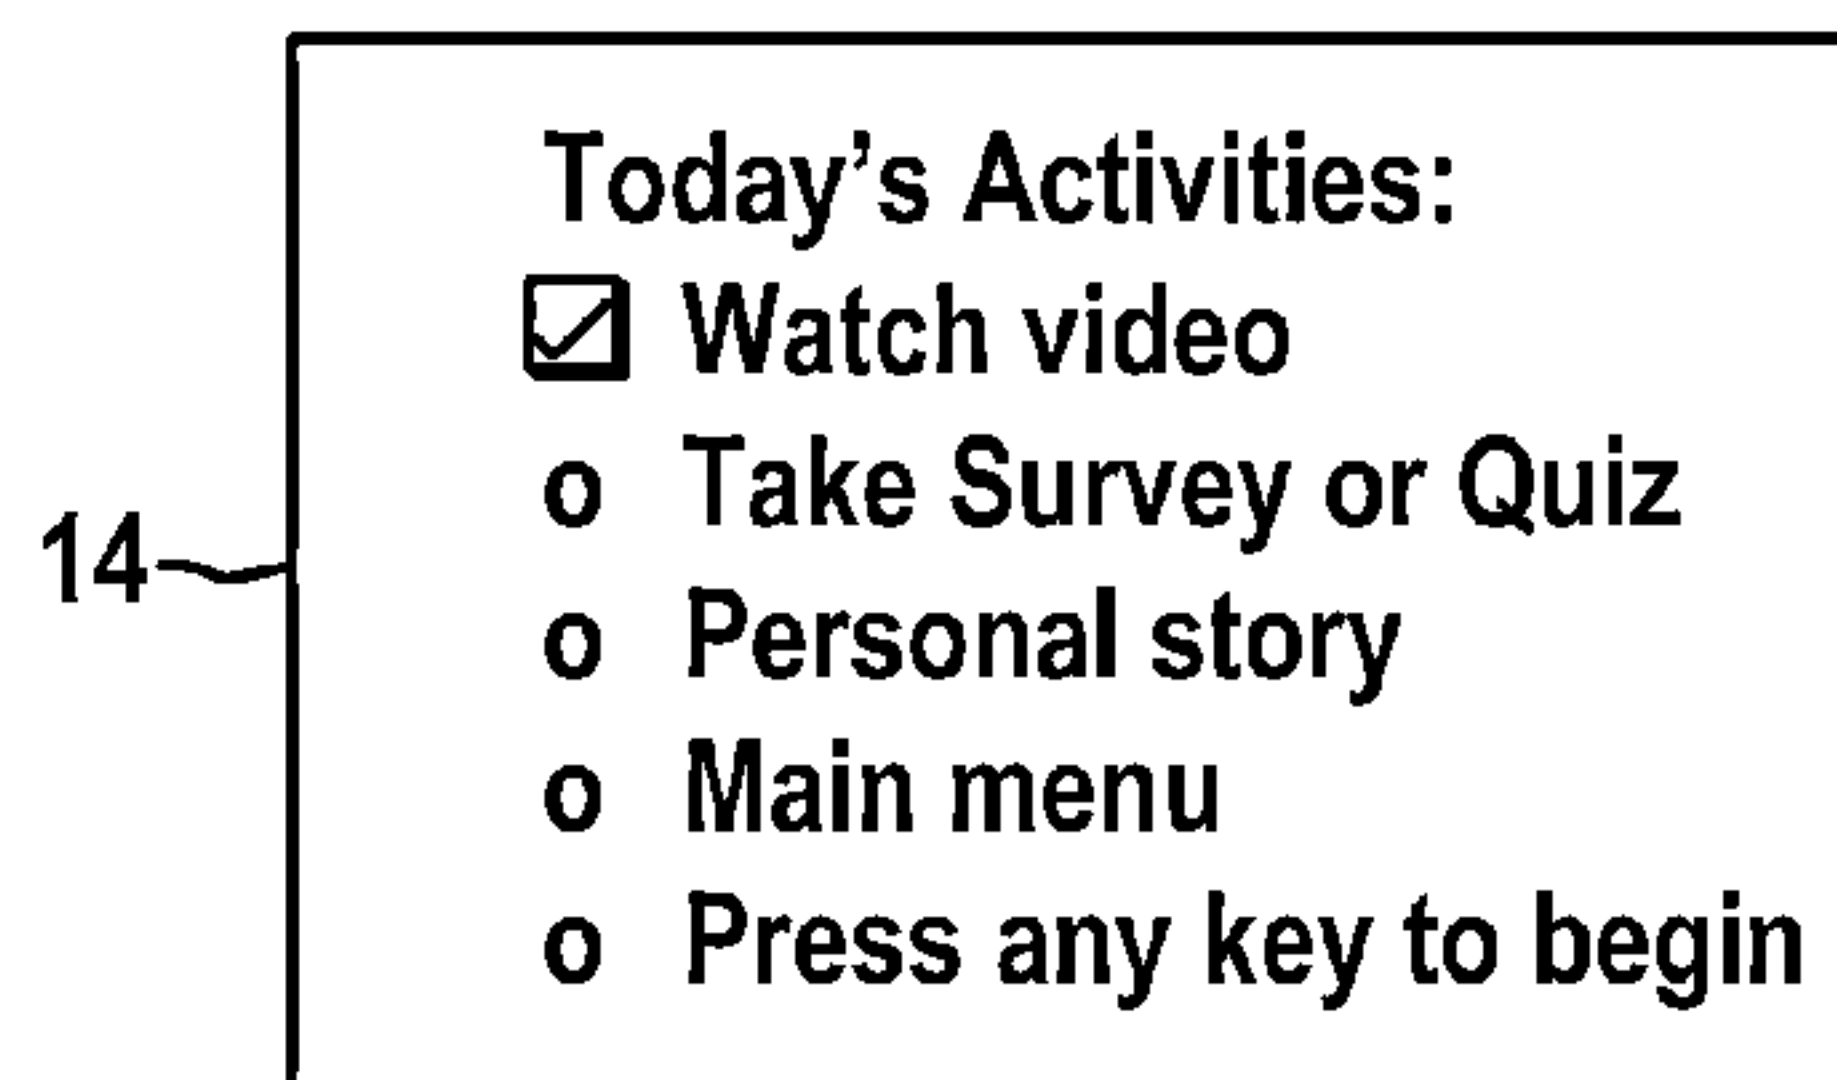 Today's Activities:
☑ Watch video
o Take Survey or Quiz
14
o Personal story
o Main menu
o Press any key to begin